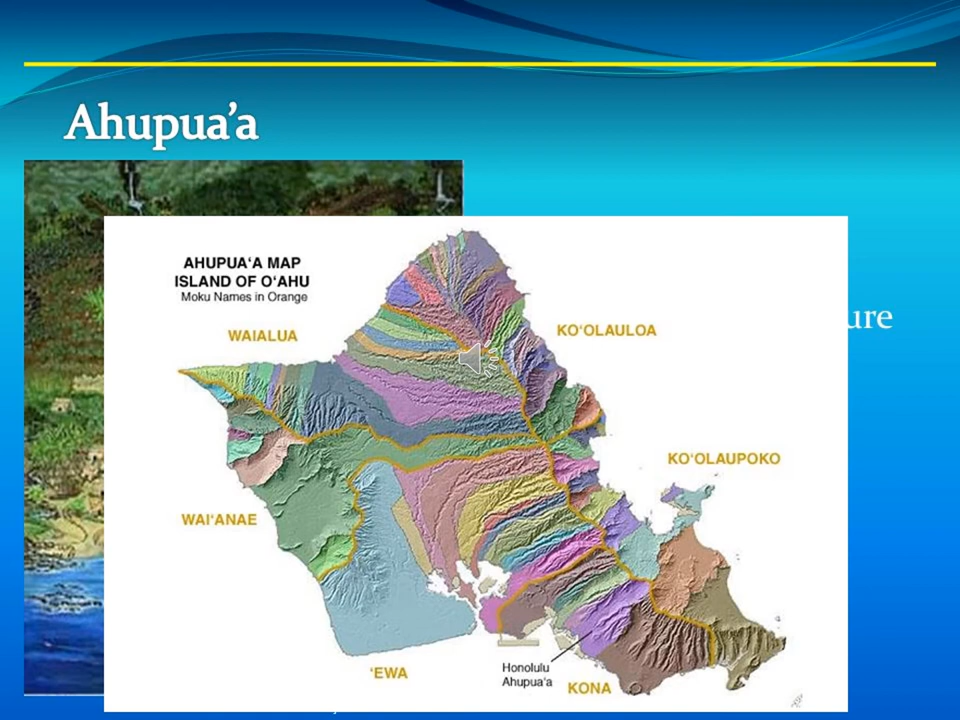 Ahupua’a
AHUPUA‘A MAP
ISLAND OF O‘AHU
Moku Names in Orange
ure
WAIALUA
KO‘OLAULOA
KO‘OLAUPOKO
WAI‘ANAE
Honolulu
Ahupua‘a
‘EWA
KONA